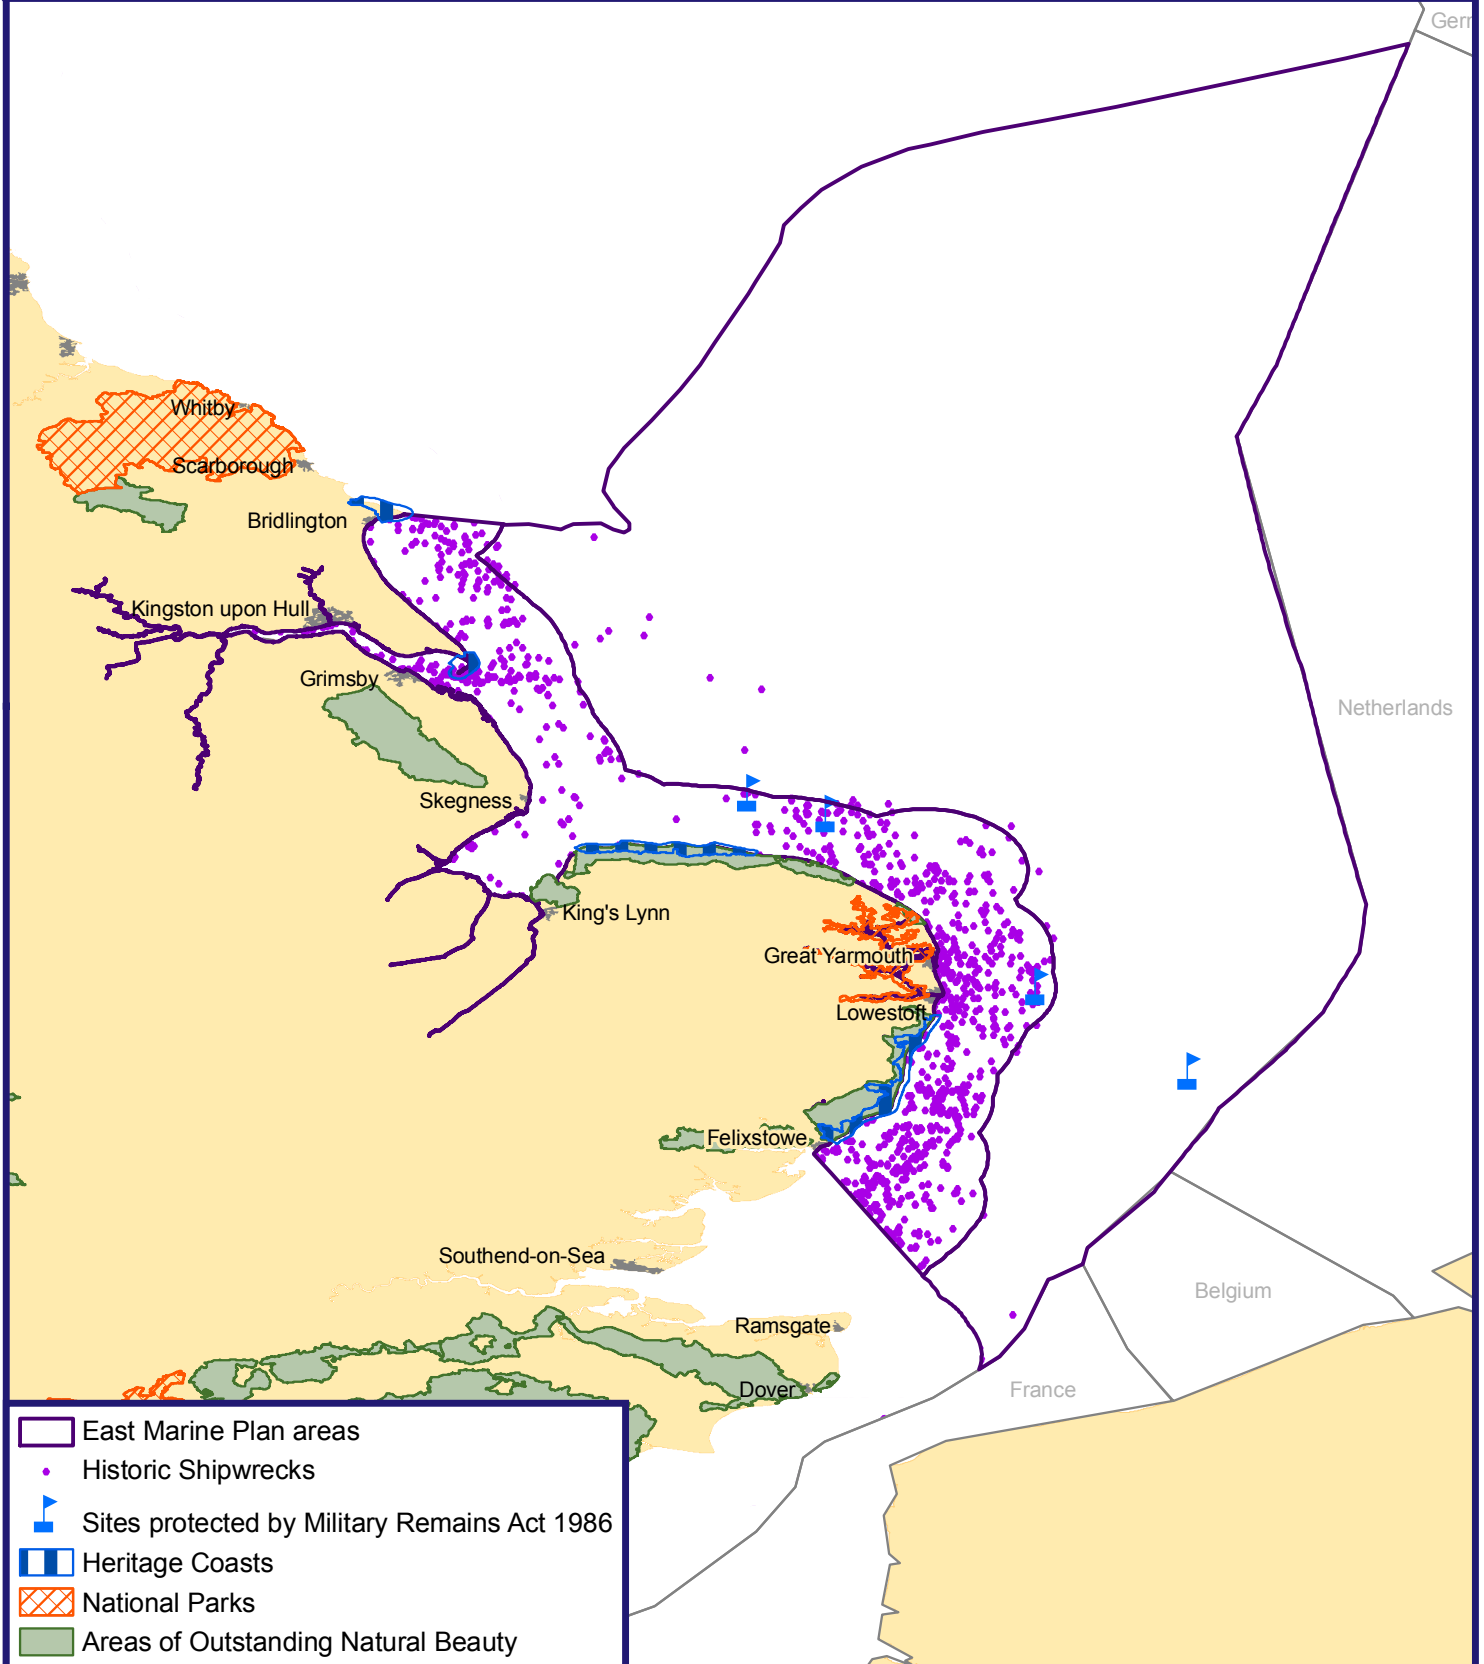 Gerr
Whitby
Scarborough
Bridlington
Kingston upon Hull
Grimsby
Netherlands
Skegness
King's Lynn
Great Yarmouth
Lowestoft
Felixstowe
Southend-on-Sea
Belgium
Ramsgate
Dover
France
East Marine Plan areas
Historic Shipwrecks
Sites protected by Military Remains Act 1986
Heritage Coasts
National Parks
Areas of Outstanding Natural Beauty